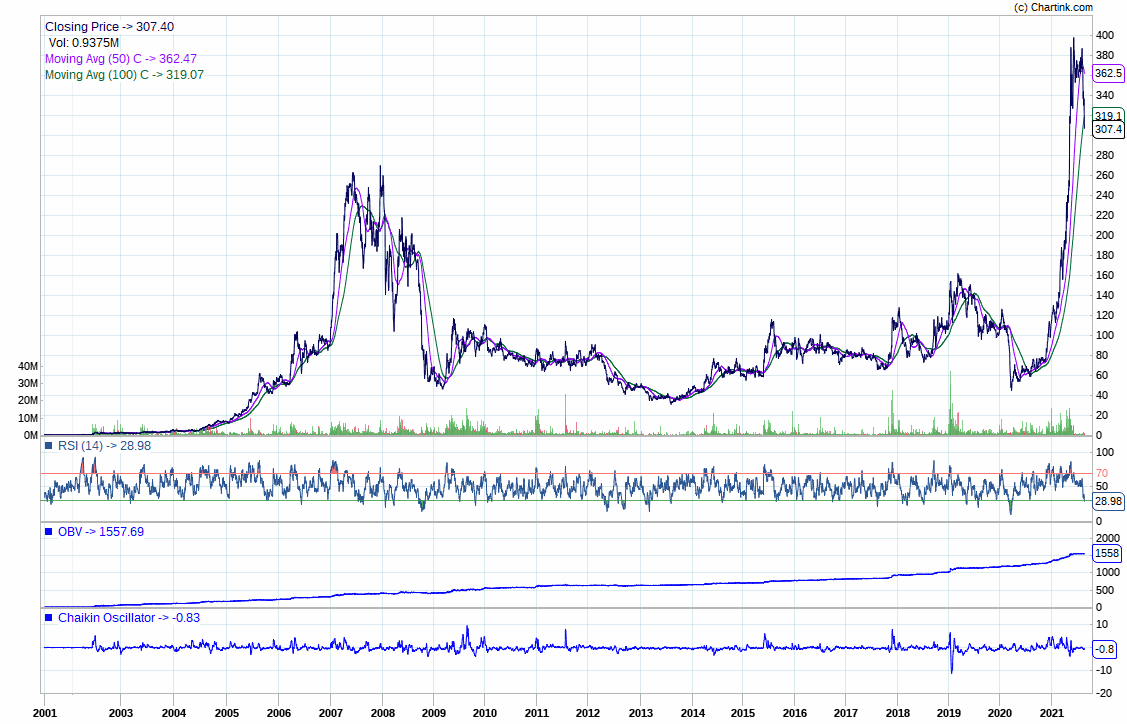 (c) Chartink.com
Closing Price -> 307.40
Vol: 0.9375M
Moving Avg (50) C -> 362.47
Moving Avg (100) C -> 319.07
400
380
362.5
340
319.1
307.4
280
260
240
220
200
180
160
140
120
100
80
60
40
20
0
40M
30M
20M
10M
0M
RSI (14) -> 28.98
100
70
50
28.98
0
OBV -> 1557.69
2000
1558
1000
500
0
Chaikin Oscillator -> -0.83
10
-0.8
-10
-20
2001 2003 2004 2005 2006 2007 2008 2009 2010 2011 2012 2013 2014 2015 2016 2017 2018 2019 2020 2021